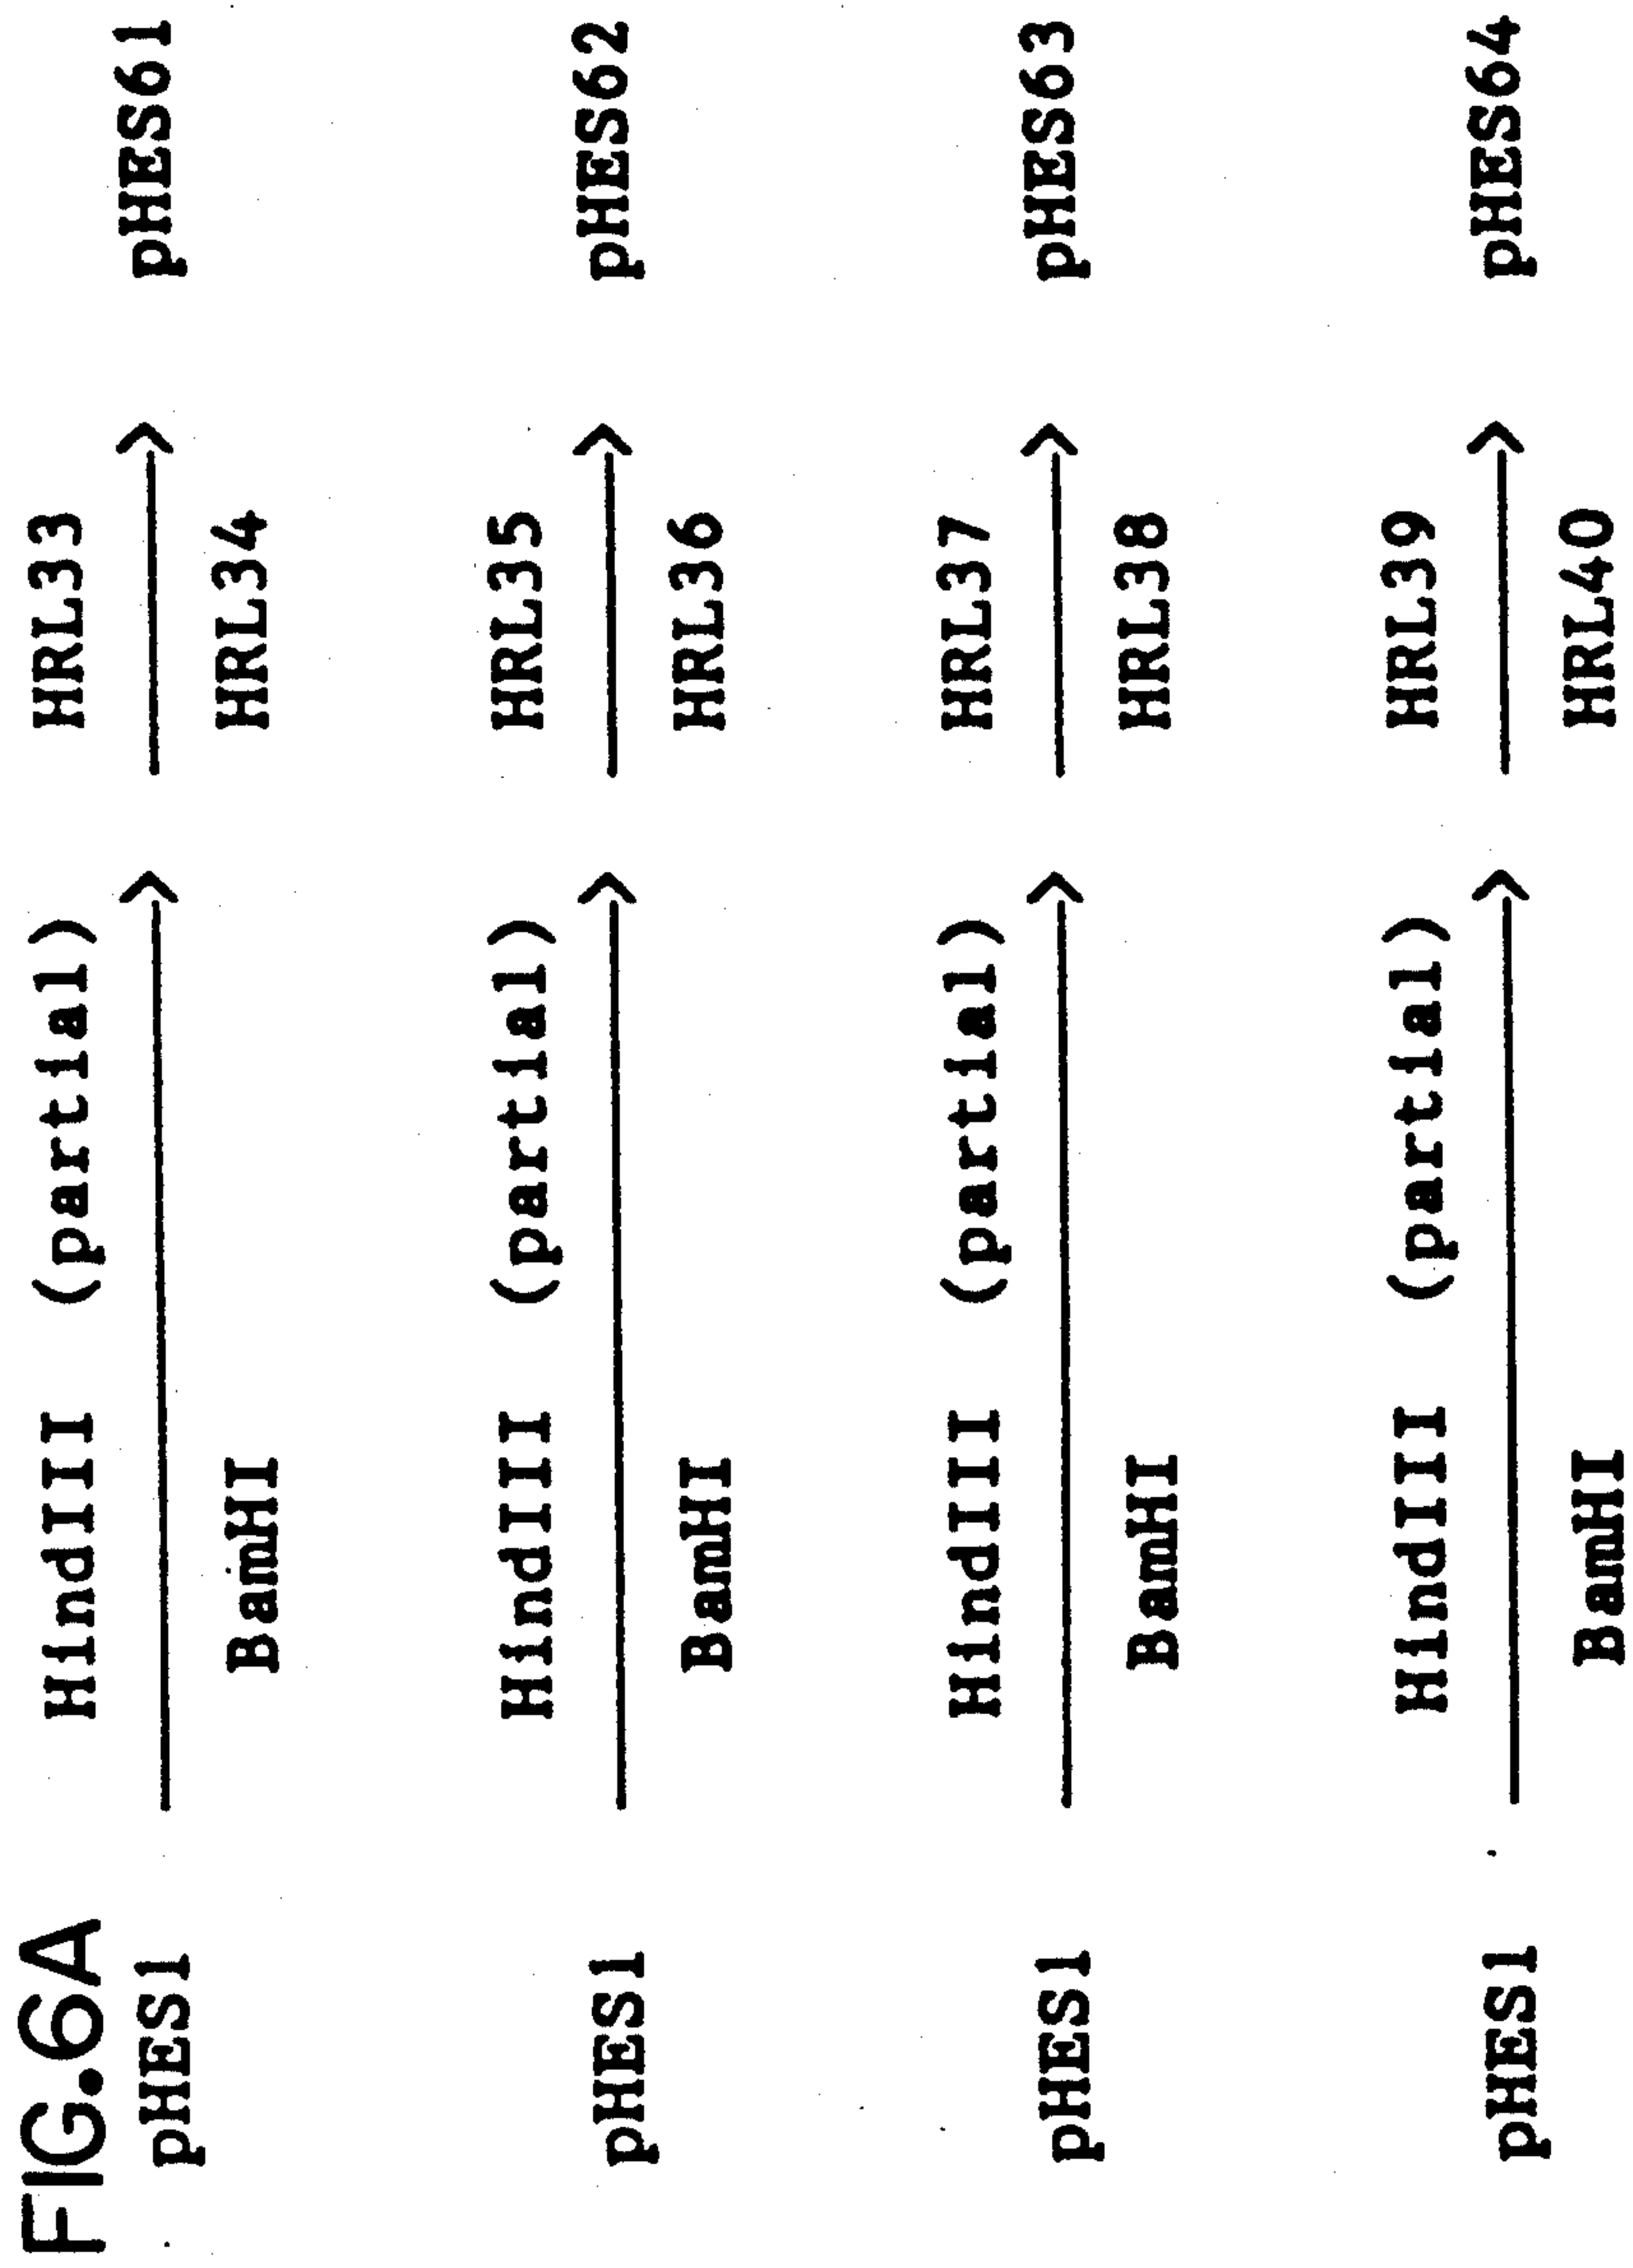 FIG.6A
HindIII (partial) HRL33
pHES1 pHES61
BamHI HRL34
HindIII (partial) HRL35
pHES1 pHES62
BamHI HRL36
HindIII (partial) HRL37
pHES1 pHES63
BamHI HRL38
HindIII (partial) HRL39
pHES1 pHES64
BamHI HRL40